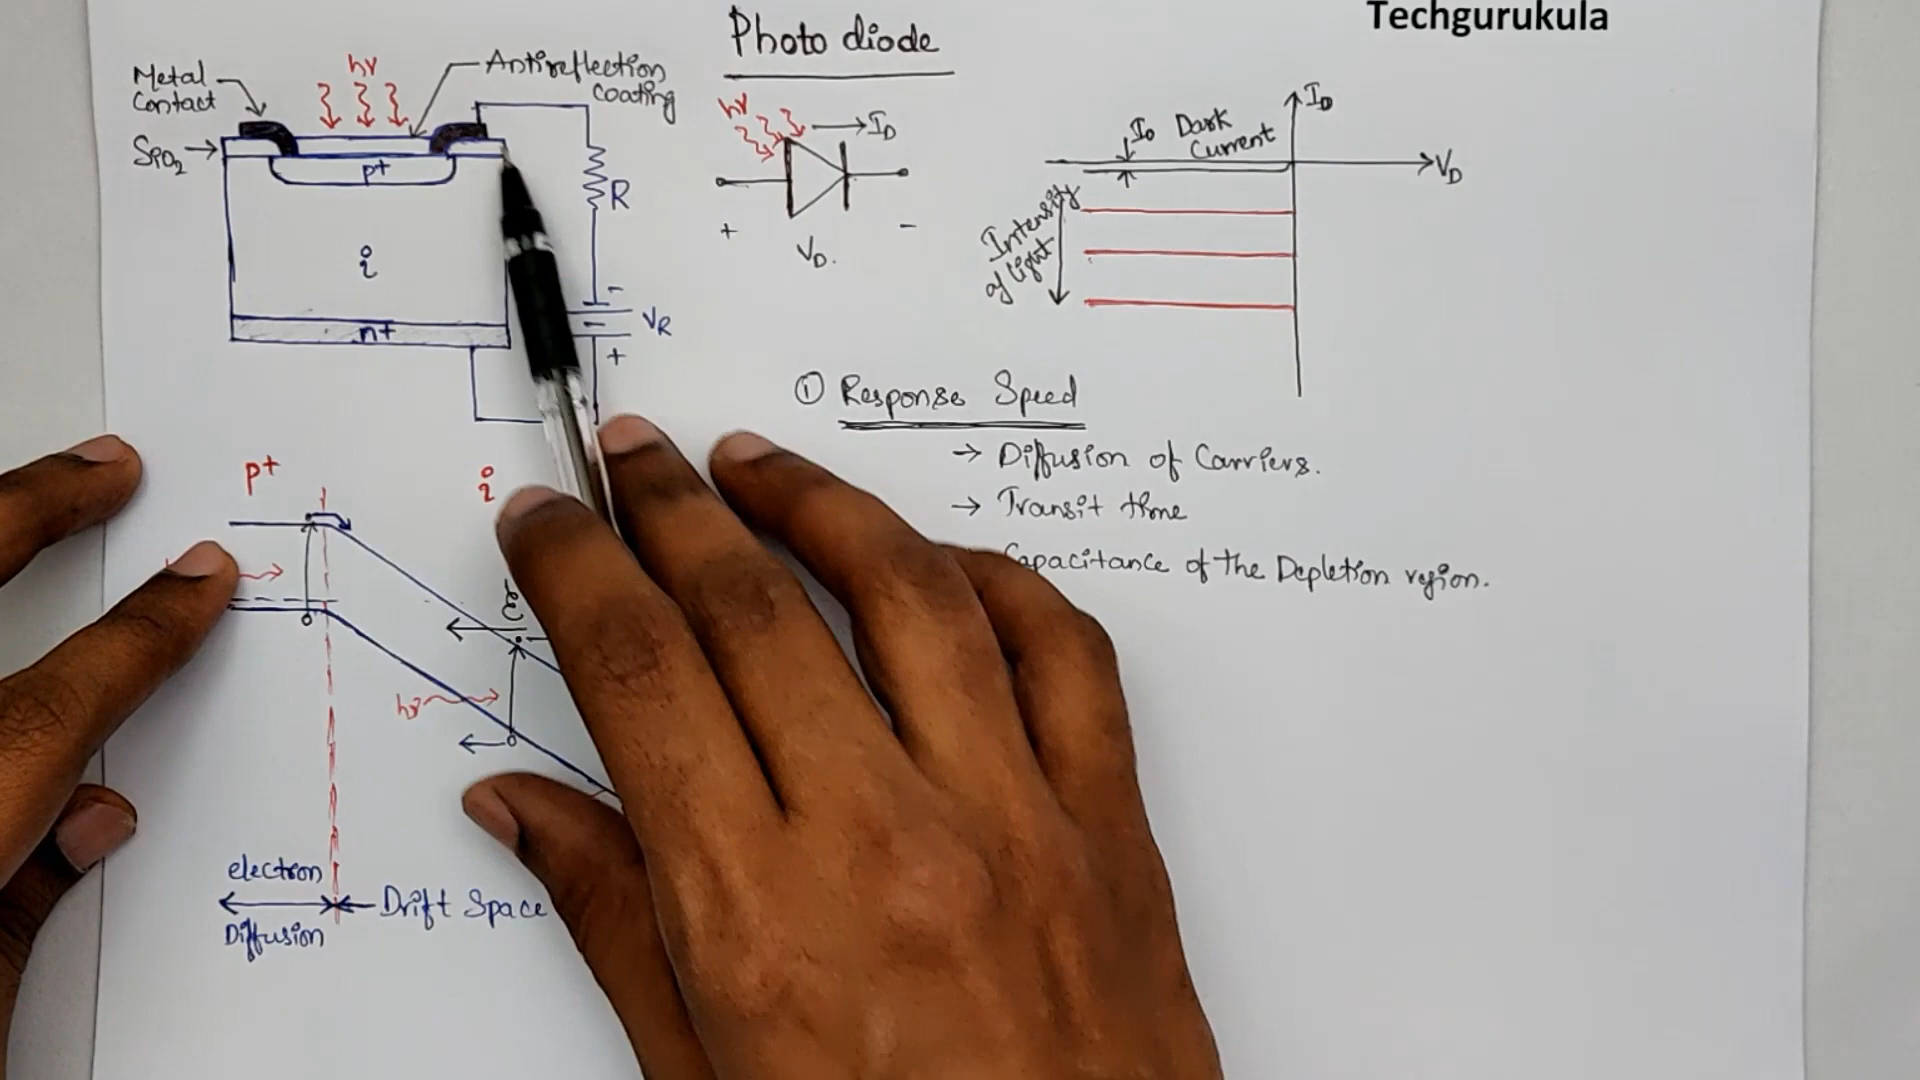 Techgurukula
Photo diode
Metal
Contact
hν
Antireflection
coating
SiO2
p+
i
n+
R
-
VR
+
hν
ID
+
VD.
-
ID
I0 Dark
Current
VD
Intensity
of light
① Response Speed
→ Diffusion of Carriers.
→ Transit time
Capacitance of the Depletion region.
p+
i
ℰ
hν
electron
Diffusion
Drift Space